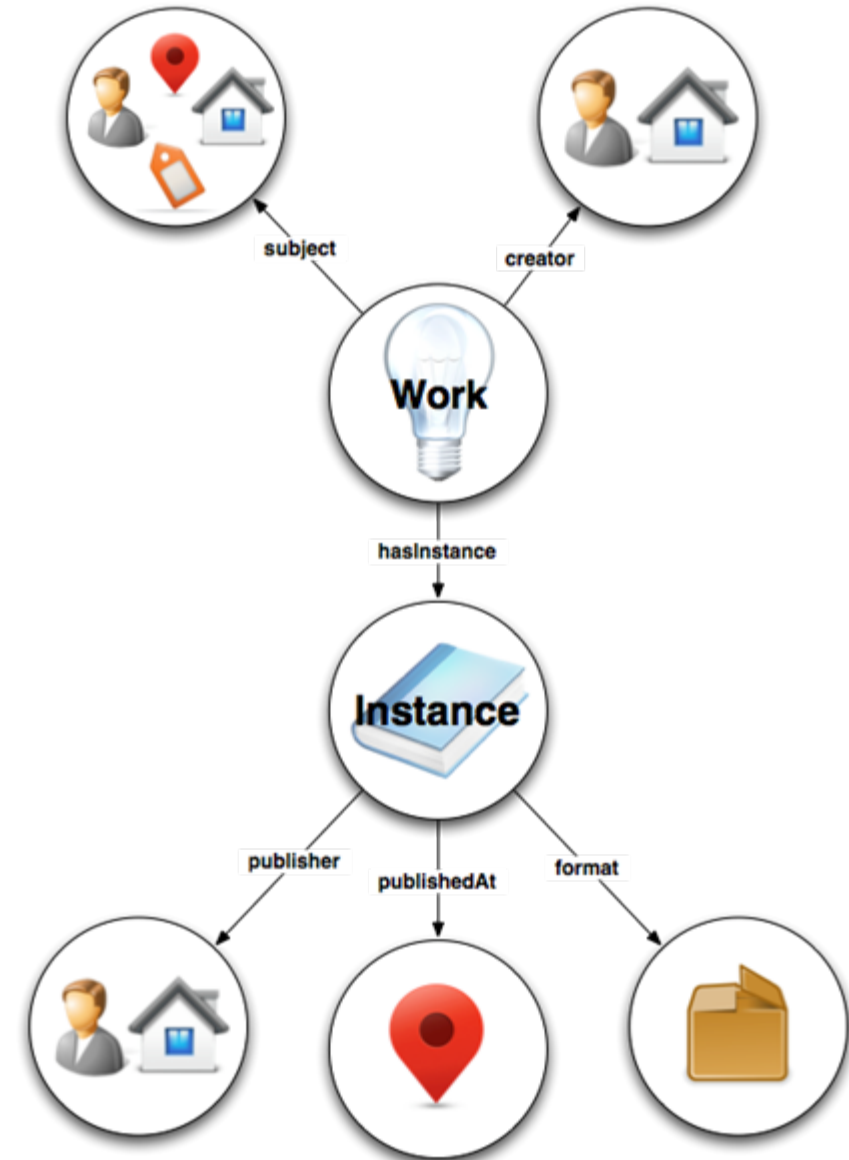 subject
creator
Work
hasInstance
Instance
publisher
publishedAt
format